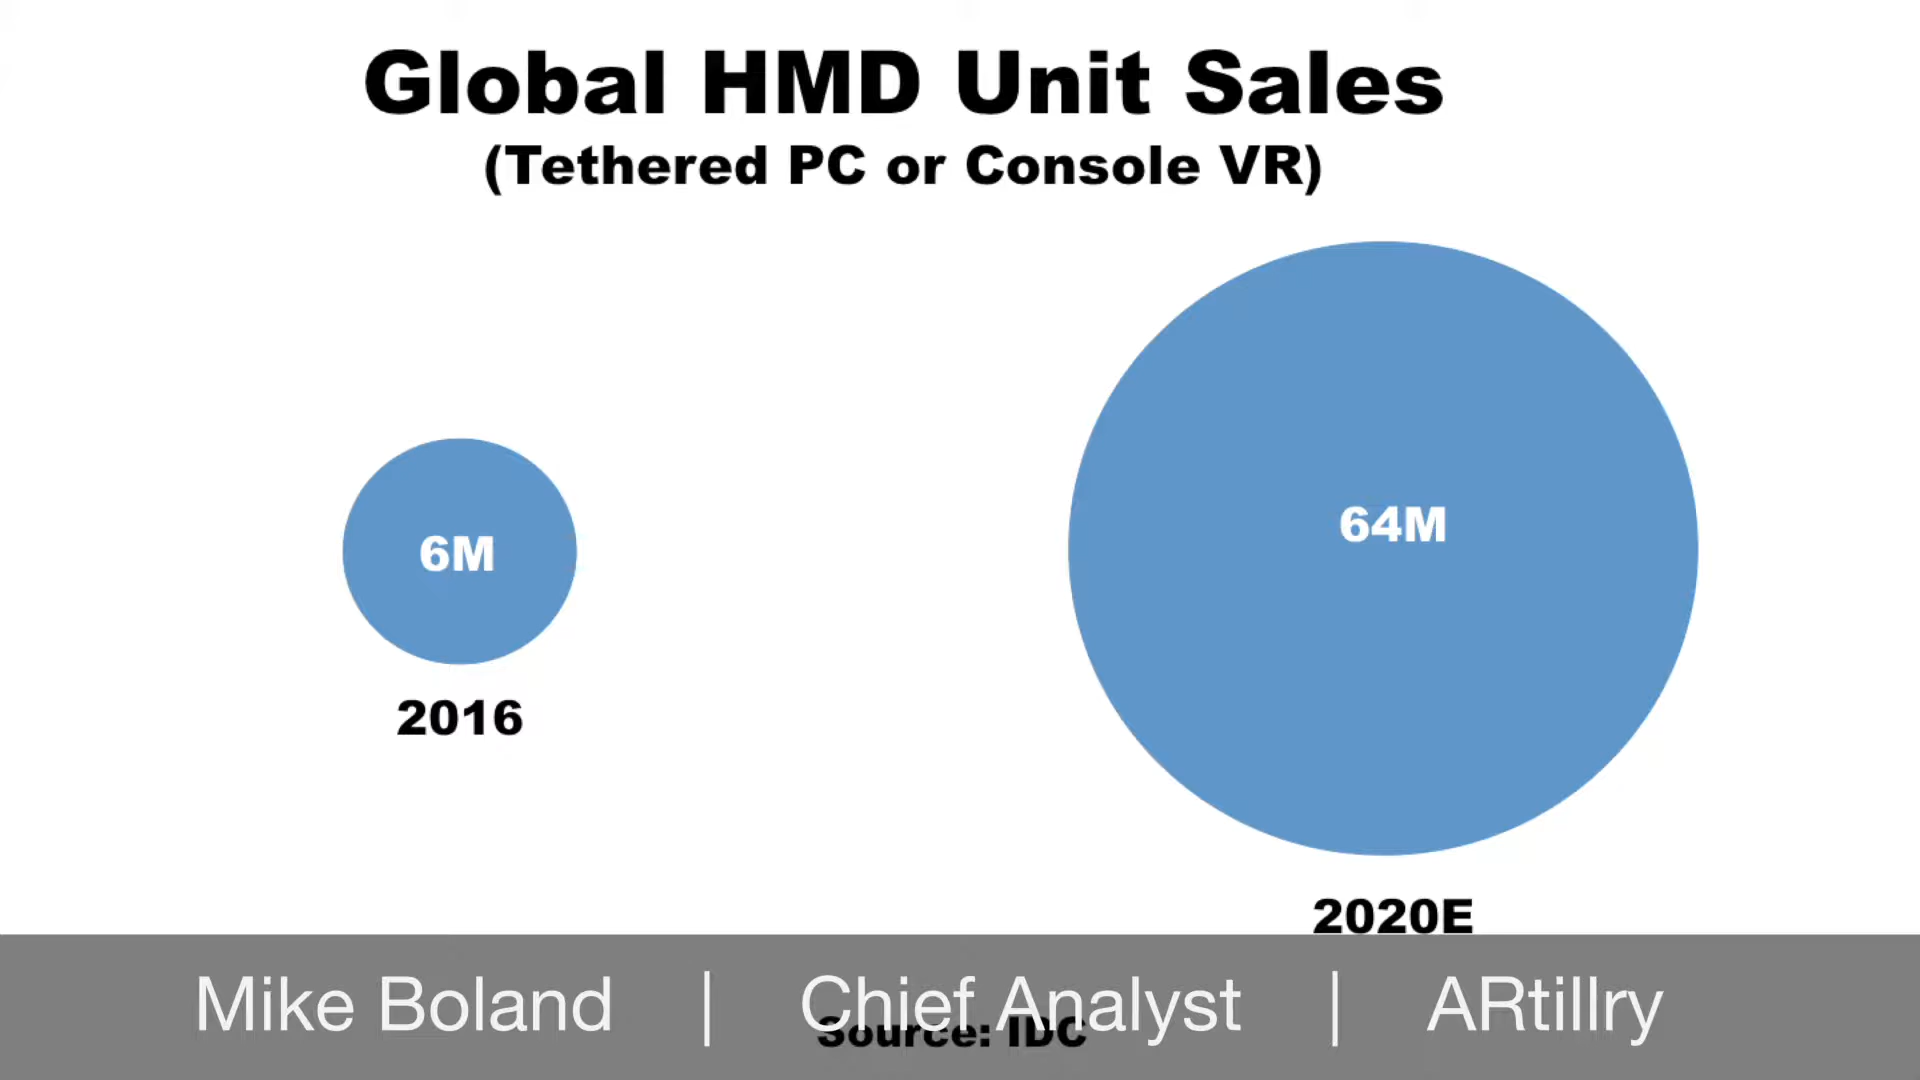 Global HMD Unit Sales
(Tethered PC or Console VR)
6M
64M
2016
2020E
Mike Boland | Chief Analyst | ARtillry
Source: IDC